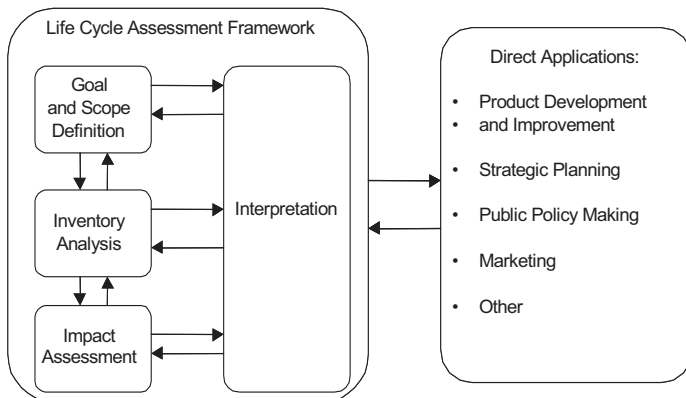 Life Cycle Assessment Framework
Goal
and Scope
Definition
Inventory
Analysis
Impact
Assessment
Interpretation
Direct Applications:
• Product Development
• and Improvement
• Strategic Planning
• Public Policy Making
• Marketing
• Other